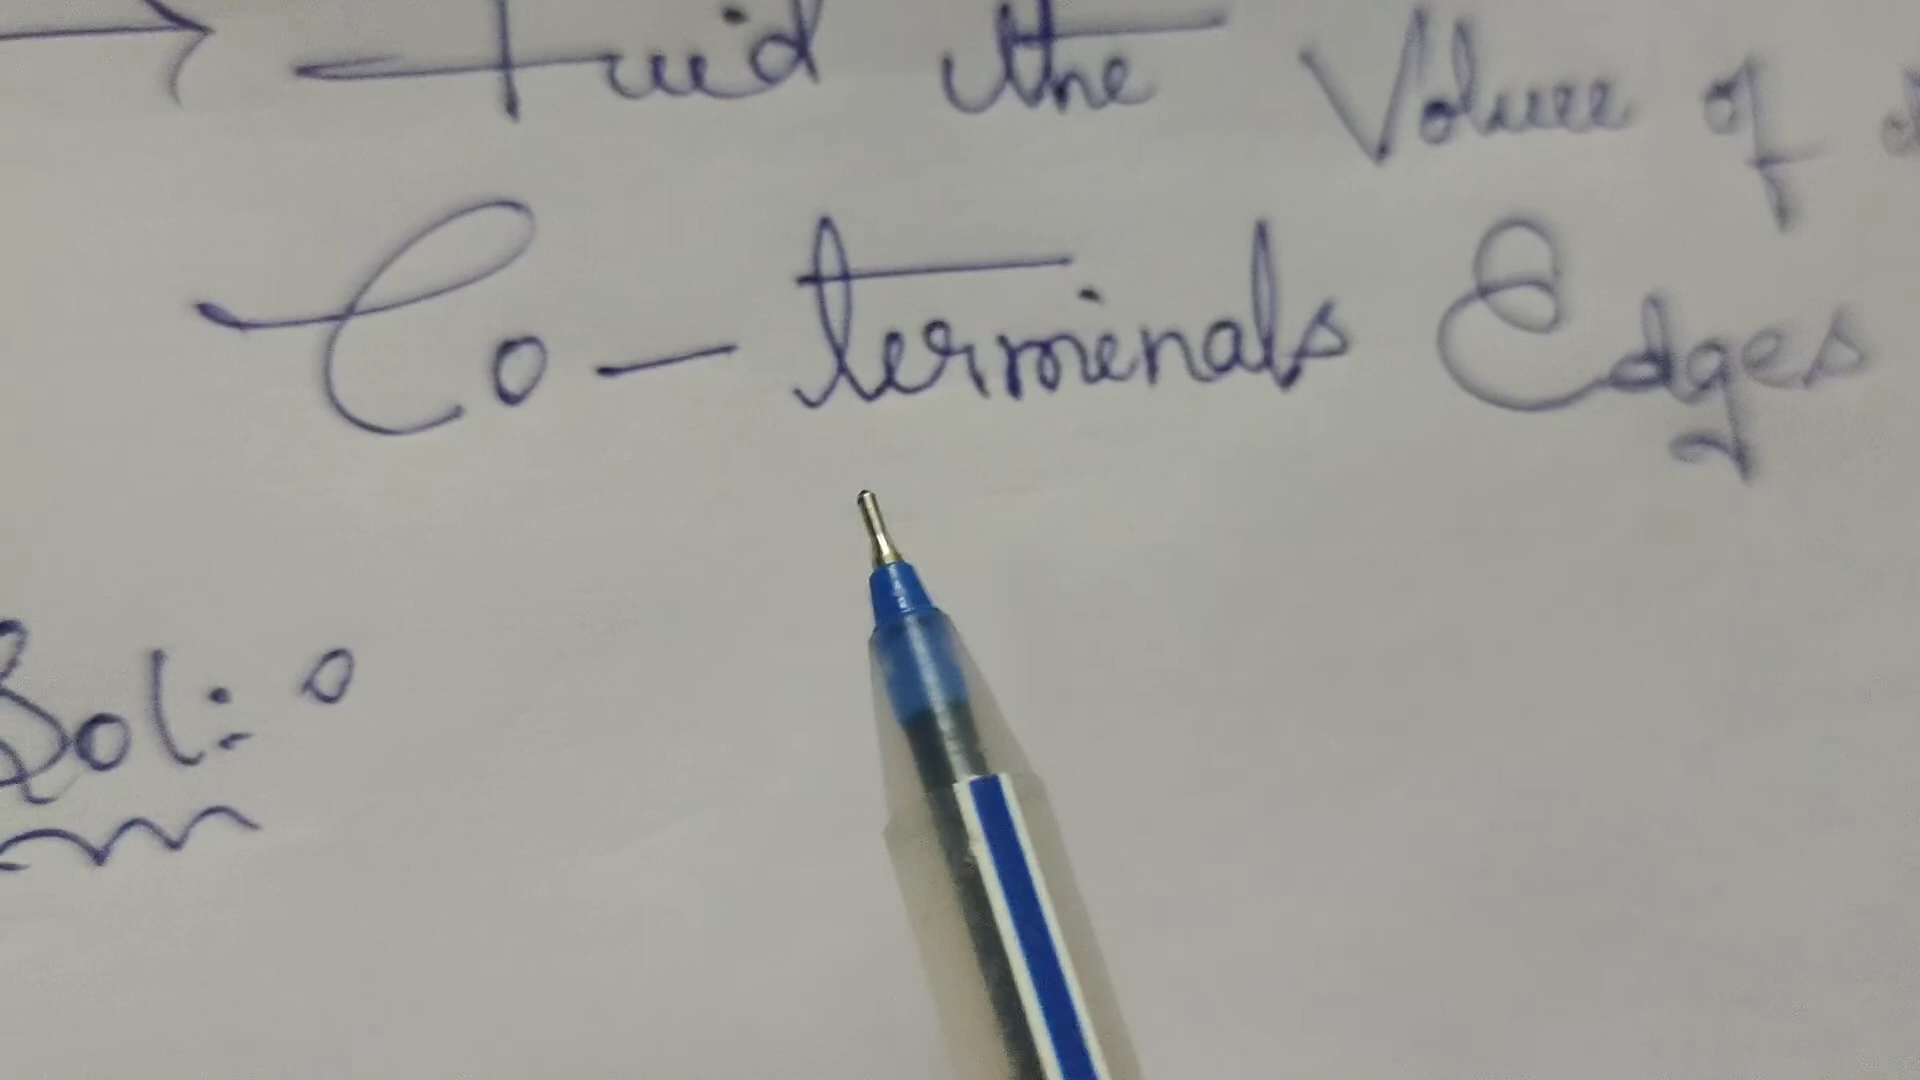 → Find the Volume of
Co-terminals Edges
Sol: